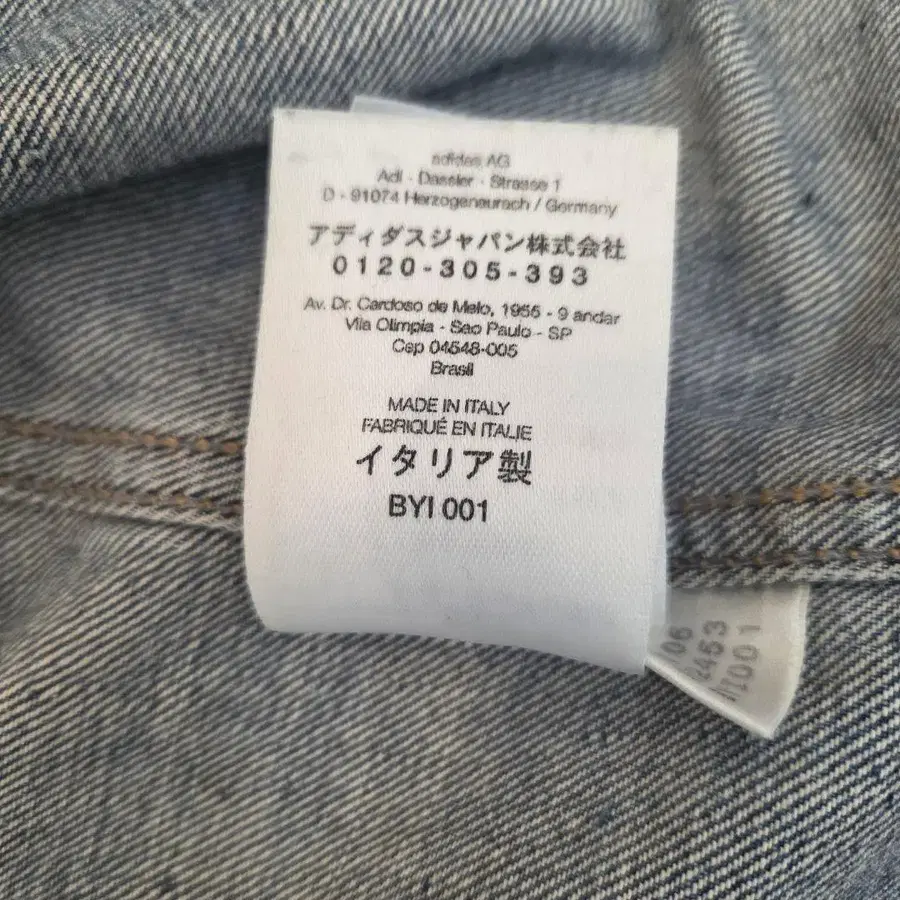 adidas AG
Adi - Dassler - Strasse 1
D - 91074 Herzogenaurach / Germany
アディダスジャパン株式会社
0120-305-393
Av. Dr. Cardoso de Melo, 1955 - 9 andar
Vila Olimpia - Sao Paulo - SP
Cep 04548-005
Brasil
MADE IN ITALY
FABRIQUÉ EN ITALIE
イタリア製
BYI 001